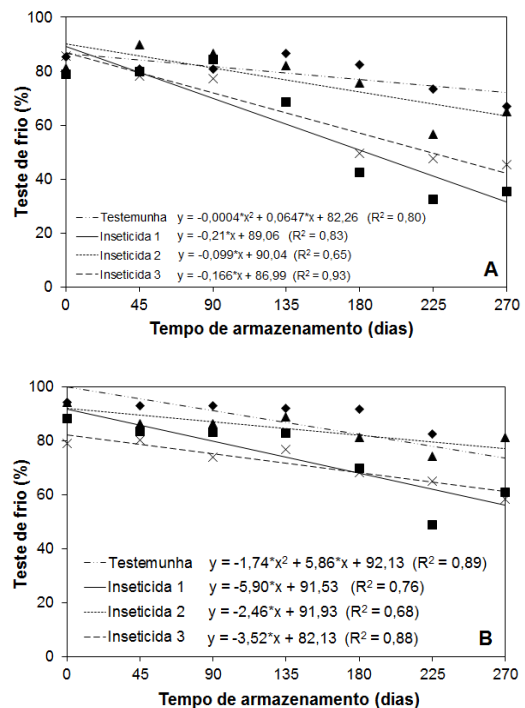 Teste de frio (%)
100
80
60
40
20
0
Testemunha y = -0,0004*x² + 0,0647*x + 82,26 (R² = 0,80)
Inseticida 1 y = -0,21*x + 89,06 (R² = 0,83)
Inseticida 2 y = -0,099*x + 90,04 (R² = 0,65)
Inseticida 3 y = -0,166*x + 86,99 (R² = 0,93)
A
0 45 90 135 180 225 270
Tempo de armazenamento (dias)
Teste de frio (%)
100
80
60
40
20
0
Testemunha y = -1,74*x² + 5,86*x + 92,13 (R² = 0,89)
Inseticida 1 y = -5,90*x + 91,53 (R² = 0,76)
Inseticida 2 y = -2,46*x + 91,93 (R² = 0,68)
Inseticida 3 y = -3,52*x + 82,13 (R² = 0,88)
B
0 45 90 135 180 225 270
Tempo de armazenamento (dias)